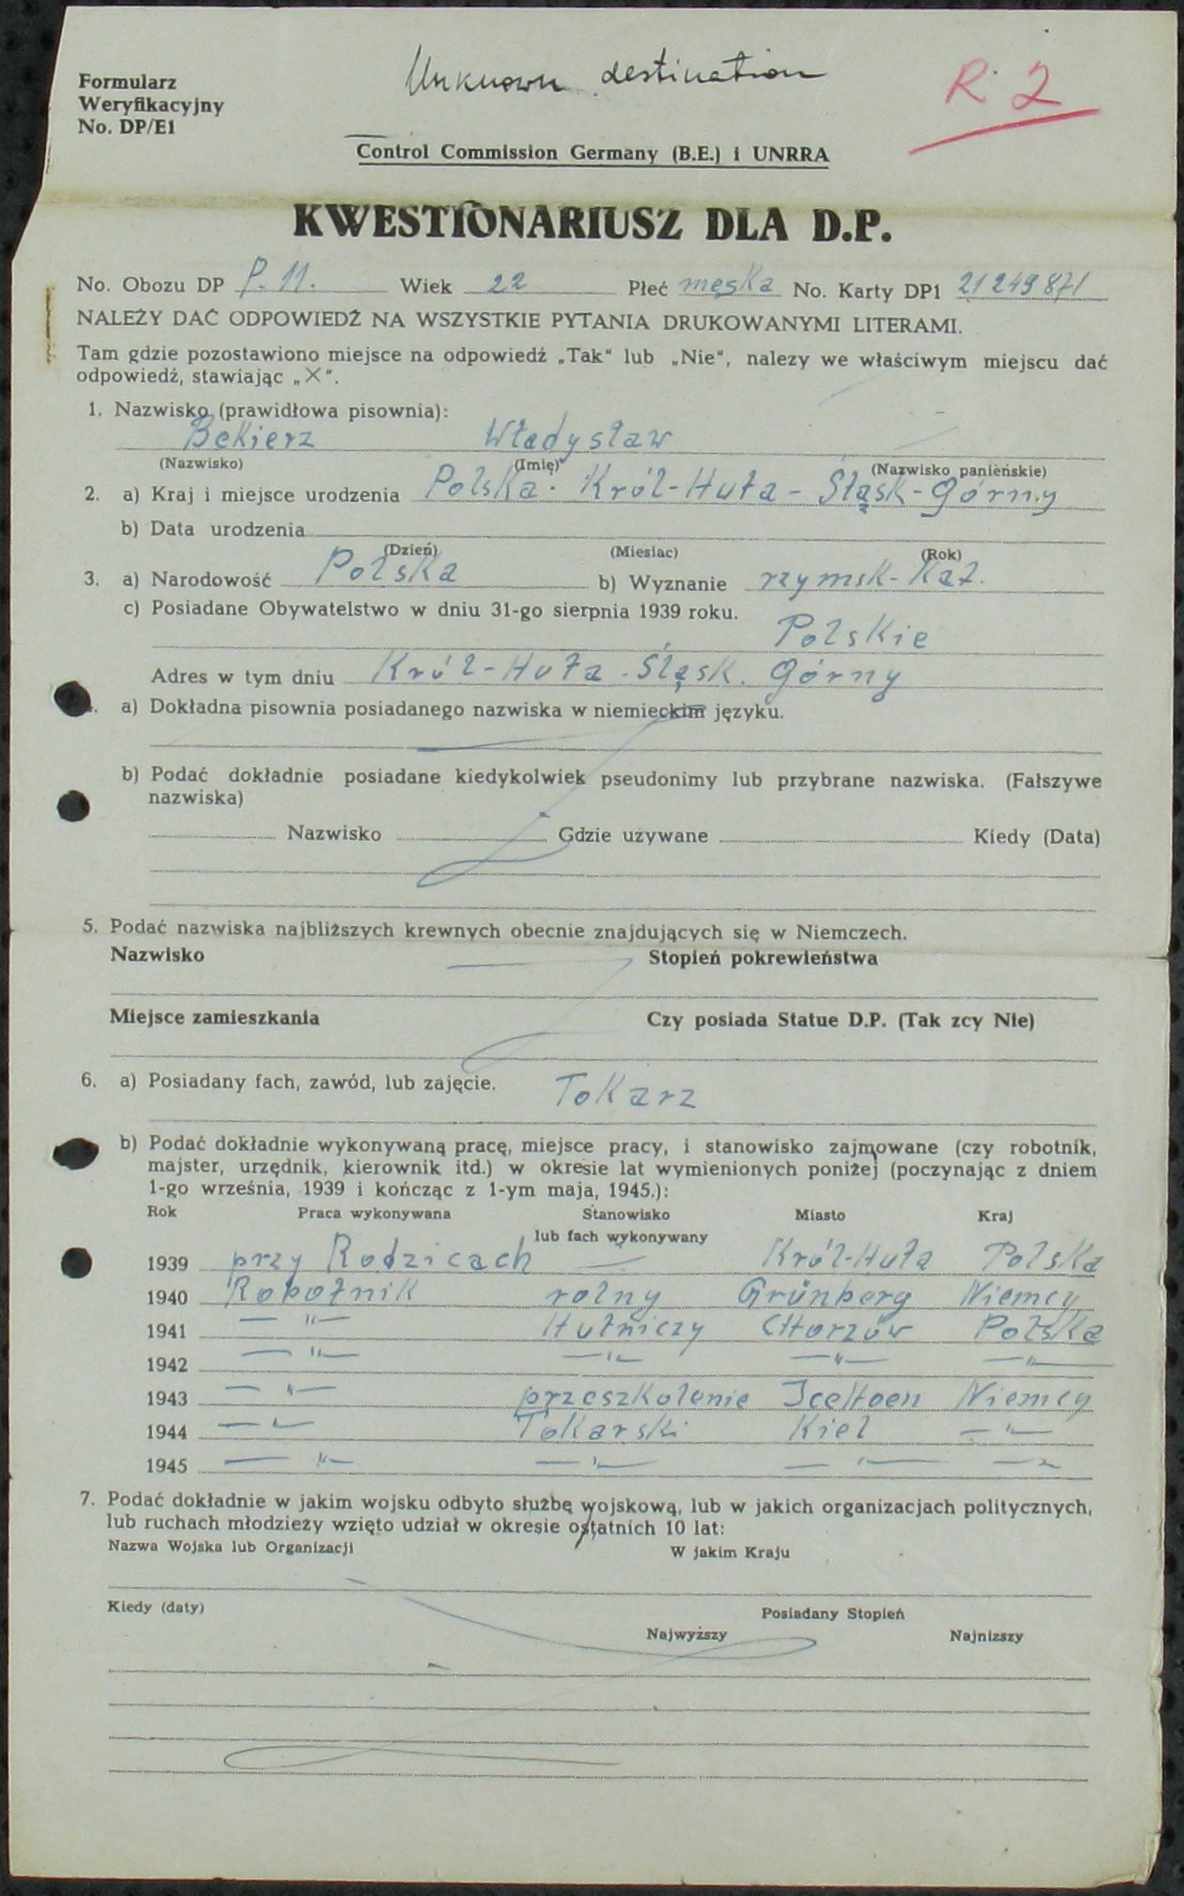 Unknown destination
R. 2
Formularz
Weryfikacyjny
No. DP/E1
Control Commission Germany (B.E.) i UNRRA
KWESTIONARIUSZ DLA D.P.
No. Obozu DP P. 11. Wiek 22 Płeć męska No. Karty DP1 21249871
NALEŻY DAĆ ODPOWIEDŹ NA WSZYSTKIE PYTANIA DRUKOWANYMI LITERAMI.
Tam gdzie pozostawiono miejsce na odpowiedź „Tak" lub „Nie", nalezy we właściwym miejscu dać
odpowiedź, stawiając „X".
1. Nazwisko (prawidłowa pisownia):
Bekierz Władysław
(Nazwisko) (Imię) (Nazwisko panieńskie)
2. a) Kraj i miejsce urodzenia Polska. Król-Huta - Śląsk-Górny
b) Data urodzenia
(Dzień) (Miesiac) (Rok)
3. a) Narodowość Polska b) Wyznanie rzymsk-kat.
c) Posiadane Obywatelstwo w dniu 31-go sierpnia 1939 roku.
Polskie
Adres w tym dniu Król-Huta-Śląsk. Górny
a) Dokładna pisownia posiadanego nazwiska w niemieckim języku.
b) Podać dokładnie posiadane kiedykolwiek pseudonimy lub przybrane nazwiska. (Fałszywe
nazwiska)
Nazwisko Gdzie uzywane Kiedy (Data)
5. Podać nazwiska najbliższych krewnych obecnie znajdujących się w Niemczech.
Nazwisko Stopień pokrewieństwa
Miejsce zamieszkania Czy posiada Statue D.P. (Tak zcy Nie)
6. a) Posiadany fach, zawód, lub zajęcie. Tokarz
b) Podać dokładnie wykonywaną pracę, miejsce pracy, i stanowisko zajmowane (czy robotnik,
majster, urzędnik, kierownik itd.) w okresie lat wymienionych poniżej (poczynając z dniem
1-go września, 1939 i kończąc z 1-ym maja, 1945.):
Rok Praca wykonywana Stanowisko Miasto Kraj
lub fach wykonywany
1939 przy Rodzicach — Król-Huta Polska
1940 Robotnik rolny Grünberg Niemcy
1941 — " — Hutniczy CHorzów Polska
1942 — " — — " — — " — — " —
1943 — " — przeszkolenie Niemcy
1944 — " — Tokarski Kiel — " —
1945 — " — — " — — " — — " —
7. Podać dokładnie w jakim wojsku odbyto służbę wojskową, lub w jakich organizacjach politycznych,
lub ruchach młodzieży wzięto udział w okresie ostatnich 10 lat:
Nazwa Wojska lub Organizacji W jakim Kraju
Kiedy (daty) Posiadany Stopień
Najwyższy Najnizszy